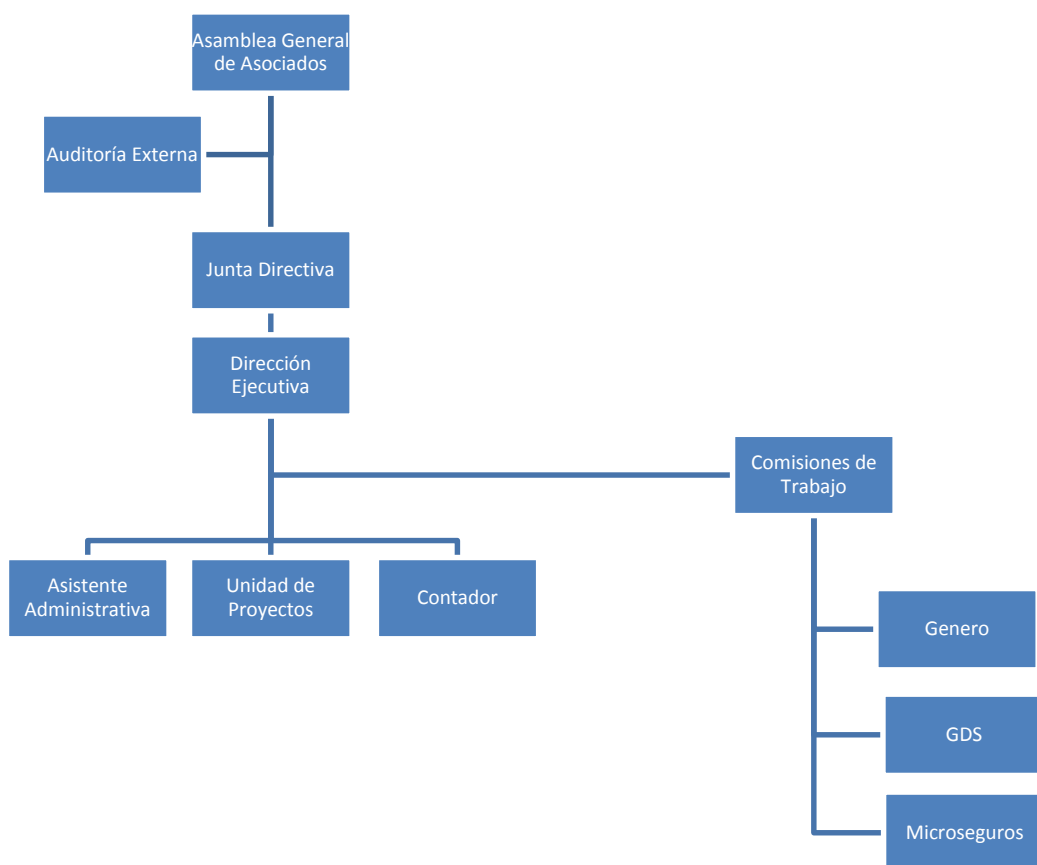 Asamblea General
de Asociados
Auditoría Externa
Junta Directiva
Dirección
Ejecutiva
Comisiones de
Trabajo
Asistente
Administrativa
Unidad de
Proyectos
Contador
Genero
GDS
Microseguros